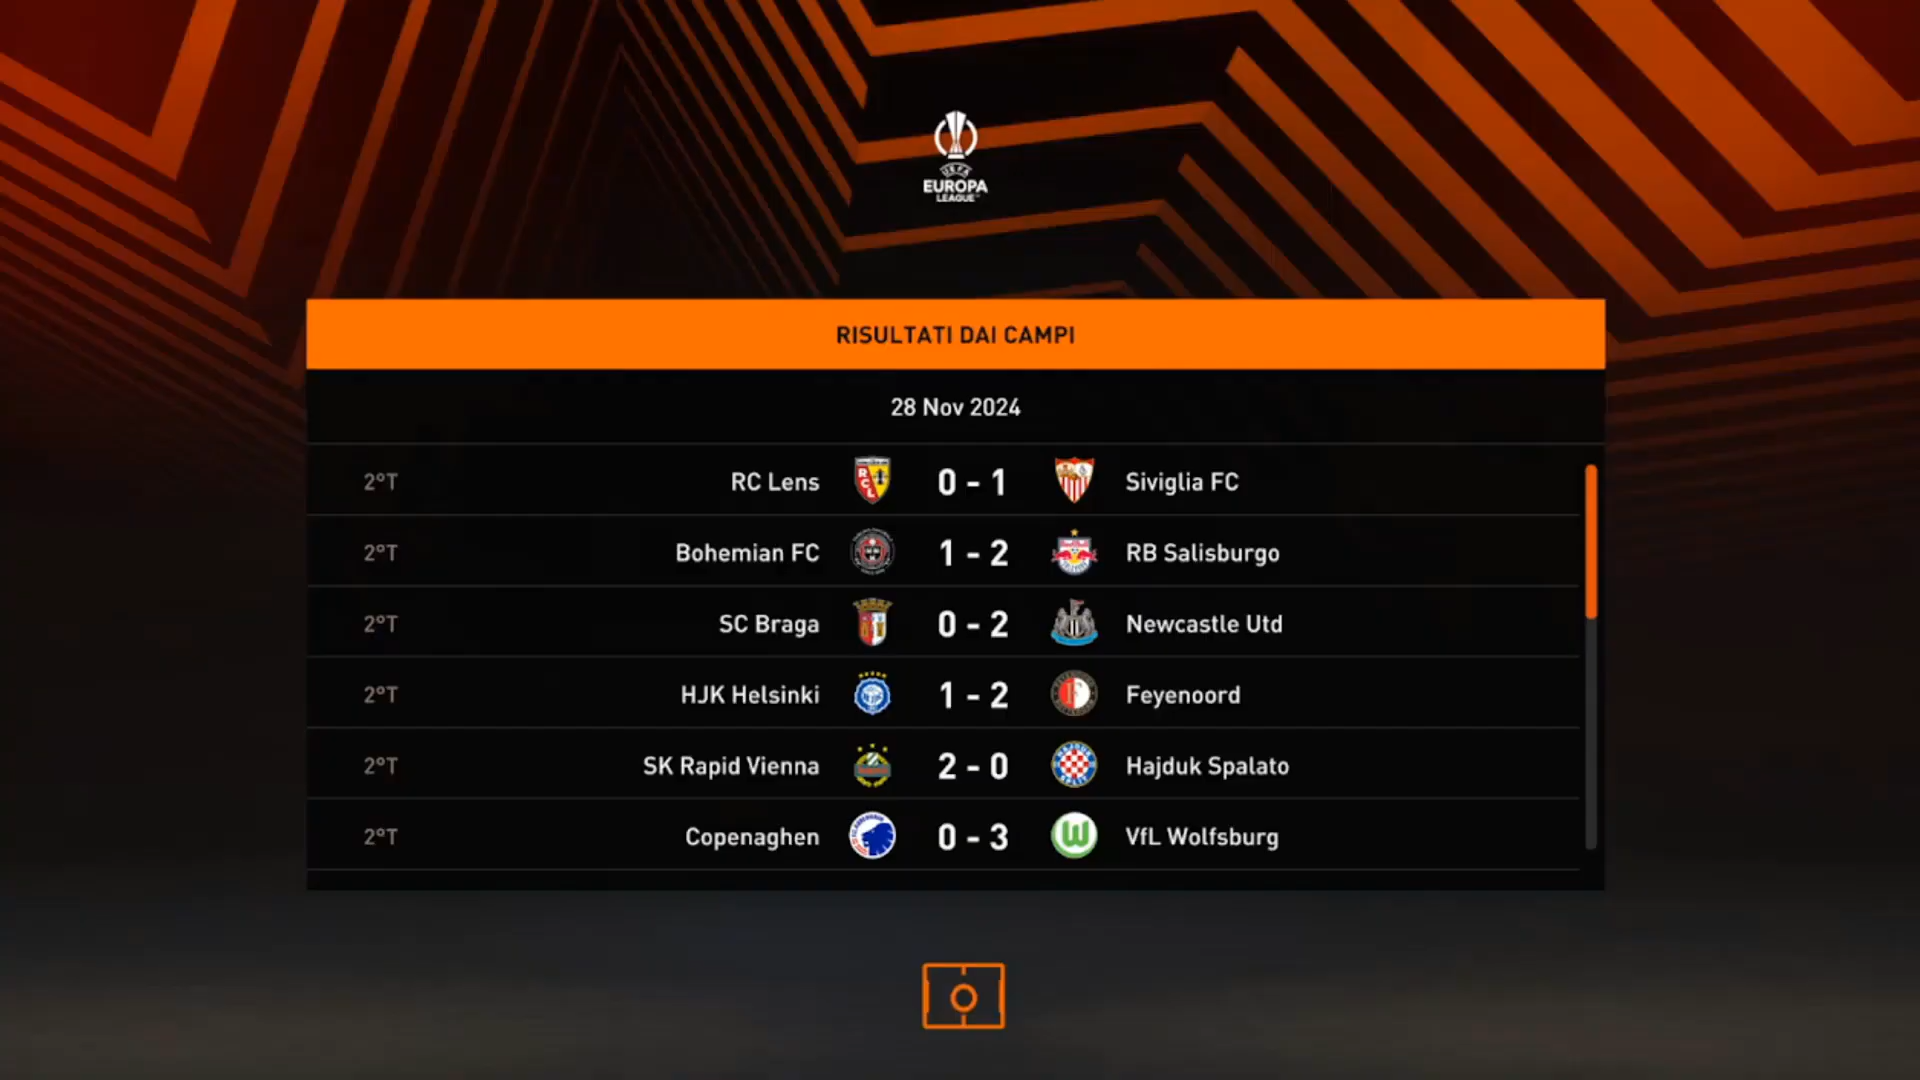 UEFA
EUROPA
LEAGUE
RISULTATI DAI CAMPI
28 Nov 2024
2°T RC Lens 0 - 1 Siviglia FC
2°T Bohemian FC 1 - 2 RB Salisburgo
2°T SC Braga 0 - 2 Newcastle Utd
2°T HJK Helsinki 1 - 2 Feyenoord
2°T SK Rapid Vienna 2 - 0 Hajduk Spalato
2°T Copenaghen 0 - 3 VfL Wolfsburg